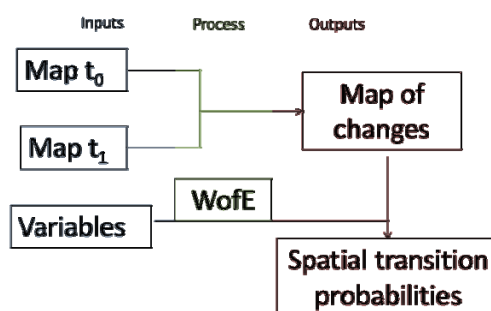 Inputs Process Outputs
Map t0
Map of
changes
Map t1
WofE
Variables
Spatial transition
probabilities